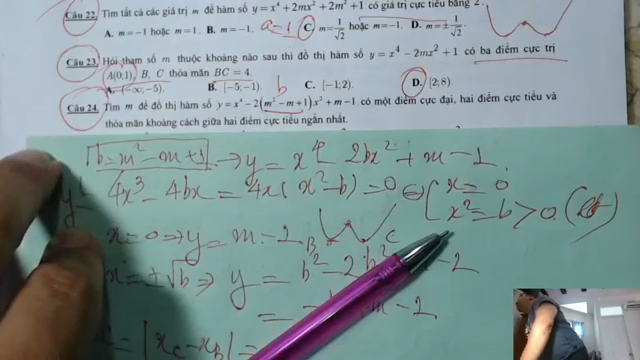 Câu 22. Tìm tất cả các giá trị m để hàm số y = x⁴ + 2mx² + 2m² + 1 có giá trị cực tiểu bằng 2.
a = 1
A. m = −1 hoặc m = 1. B. m = −1. C. m = 1/√2 hoặc m = −1. D. m = ± 1/√2.
Câu 23. Hỏi tham số m thuộc khoảng nào sau thì đồ thị hàm số y = x⁴ − 2mx² + 1 có ba điểm cực trị
A(0;1), B, C thỏa mãn BC = 4.
b
A. (−∞;−5). B. [−5;−1). C. [−1;2). D. [2;8).
Câu 24. Tìm m để đồ thị hàm số y = x⁴ − 2(m² − m + 1)x² + m − 1 có một điểm cực đại, hai điểm cực tiểu và
thỏa mãn khoảng cách giữa hai điểm cực tiểu ngắn nhất.
b = m² − m + 1 → y = x⁴ − 2bx² + m − 1
4x³ − 4bx = 4x(x² − b) = 0 ⇔ [ x = 0
x² = b > 0
x = 0 ⇒ y = m − 1 B C
x = ±√b ⇒ y = b² − 2b²
= m − 1
= |x_C − x_B| =